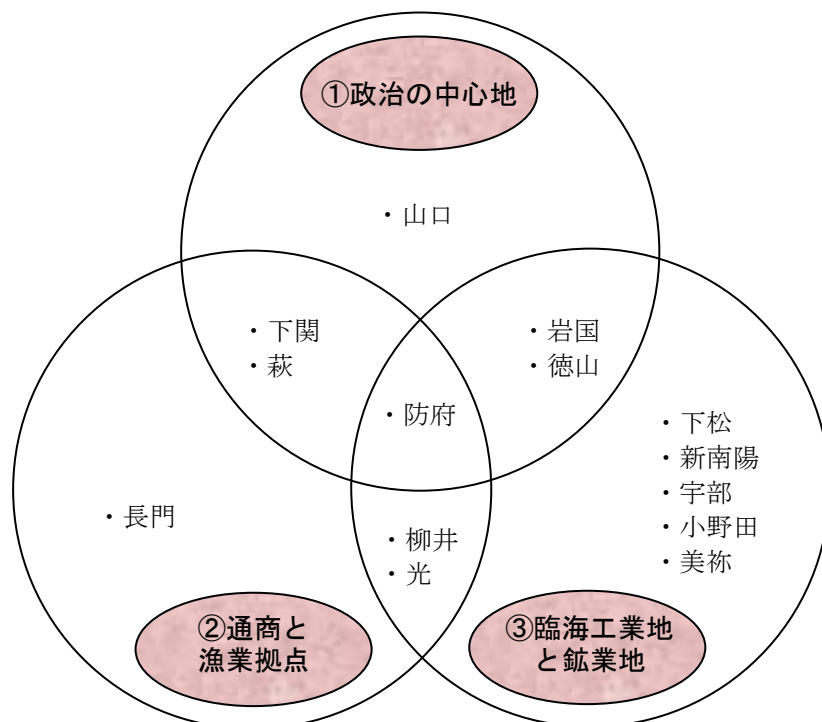 ①政治の中心地
・山口
・下関
・萩
・岩国
・徳山
・防府
・下松
・新南陽
・宇部
・小野田
・美祢
・長門
・柳井
・光
②通商と
漁業拠点
③臨海工業地
と鉱業地